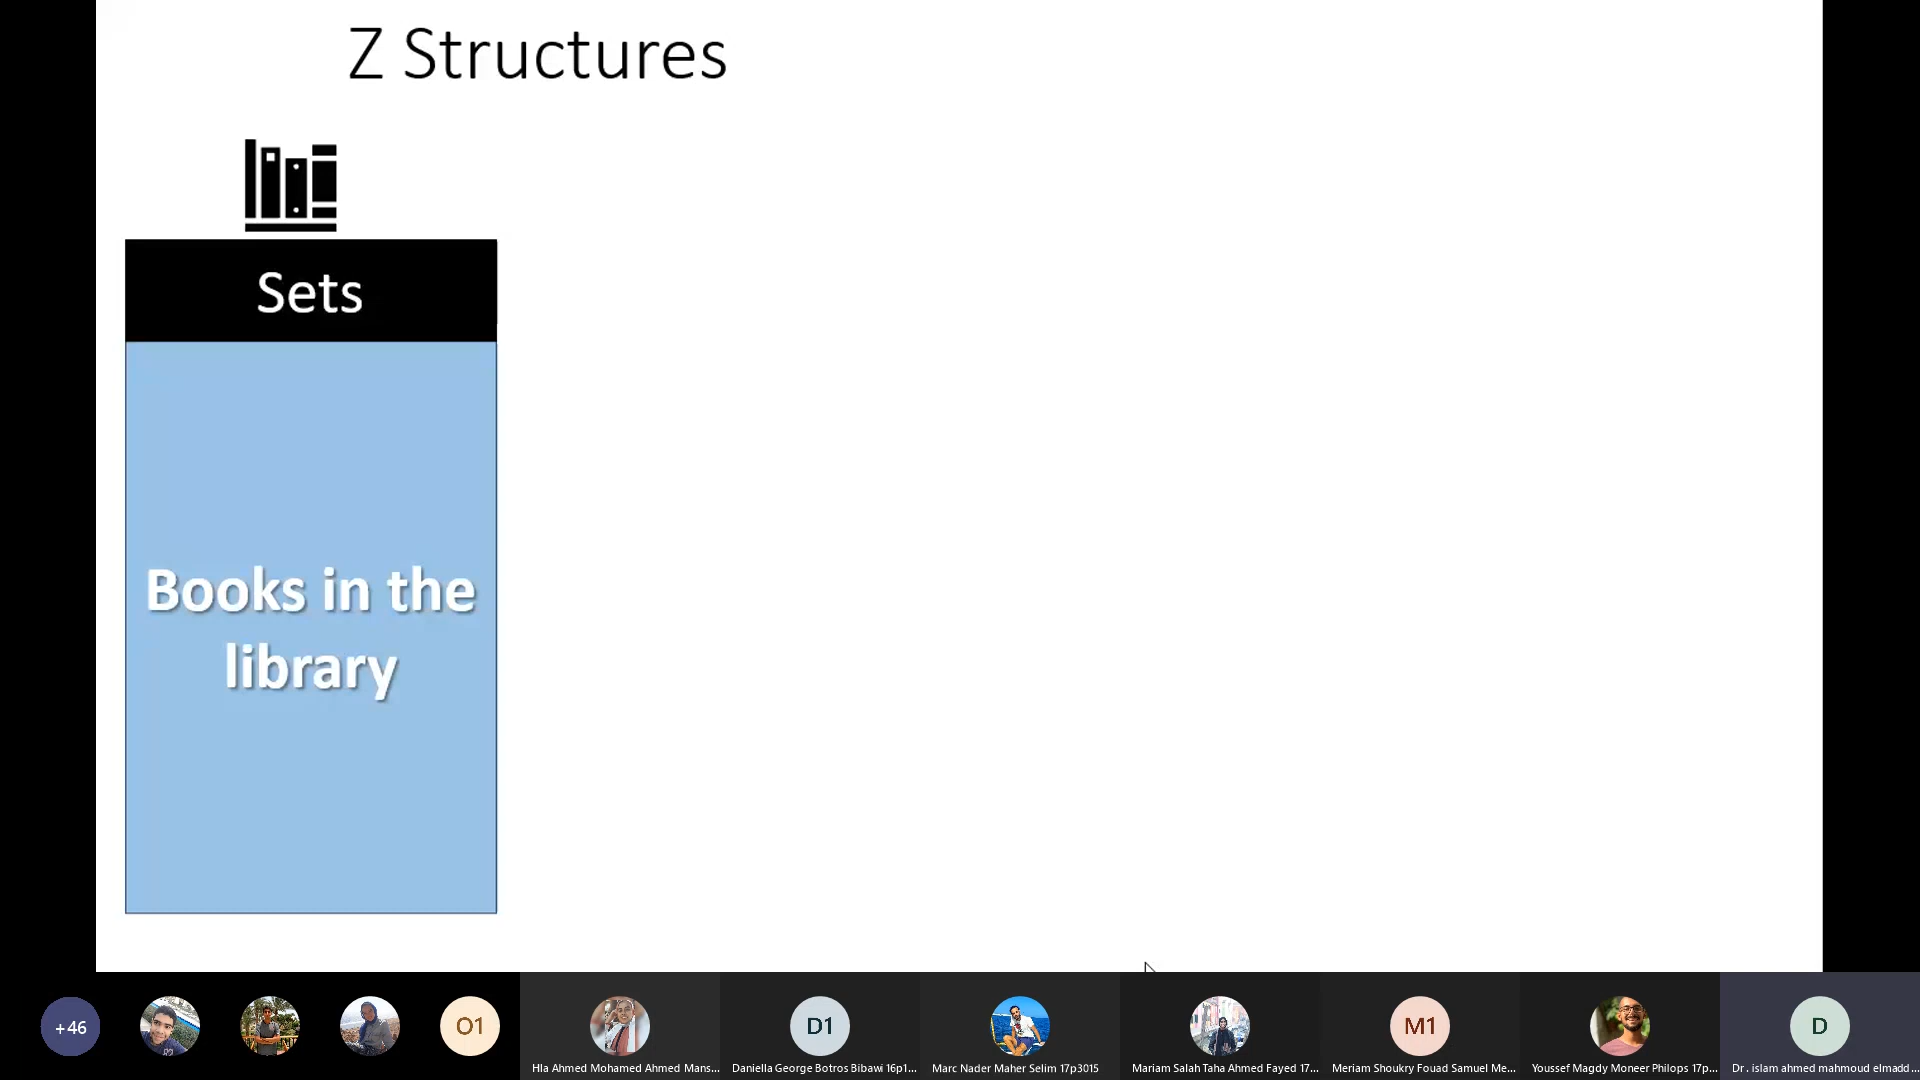 Z Structures
Sets
Books in the
library
+46
O1
D1
M1
D
Hla Ahmed Mohamed Ahmed Mans...
Daniella George Botros Bibawi 16p1...
Marc Nader Maher Selim 17p3015
Mariam Salah Taha Ahmed Fayed 17...
Meriam Shoukry Fouad Samuel Me...
Youssef Magdy Moneer Philops 17p...
Dr. islam ahmed mahmoud elmadd...